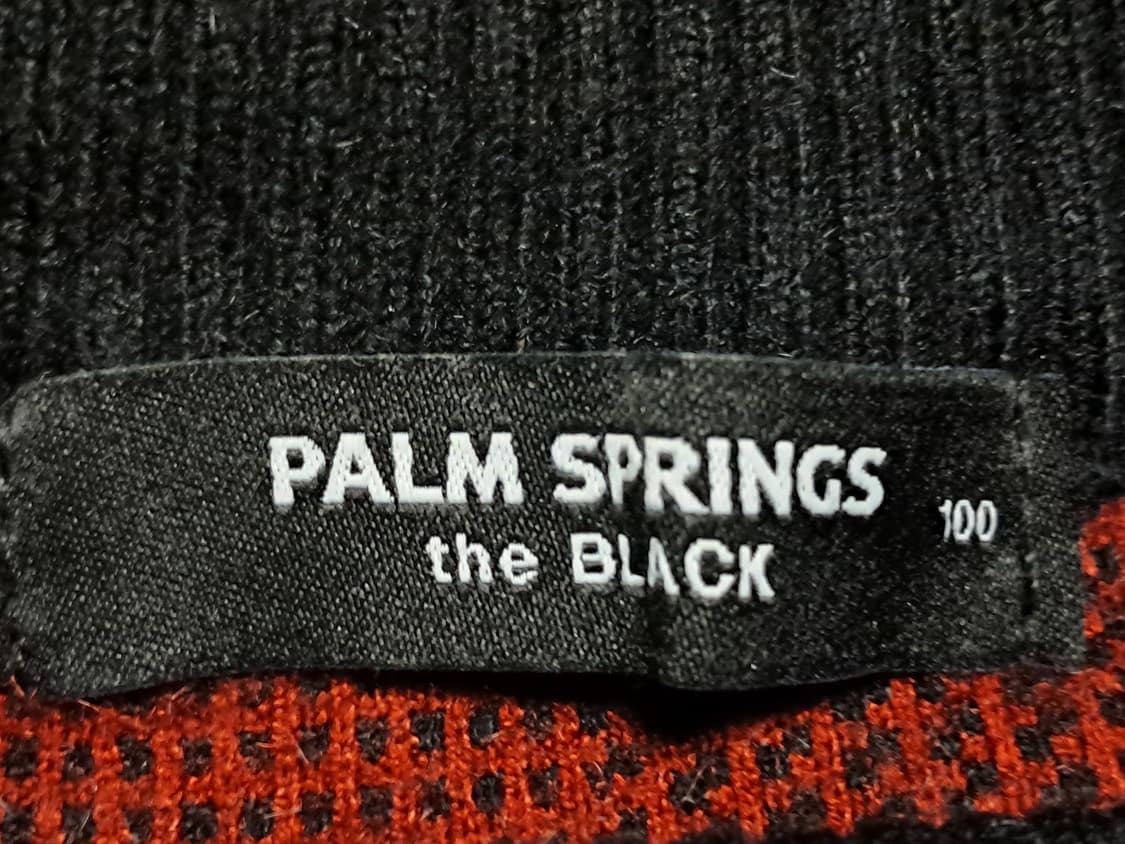 PALM SPRINGS
the BLACK
100